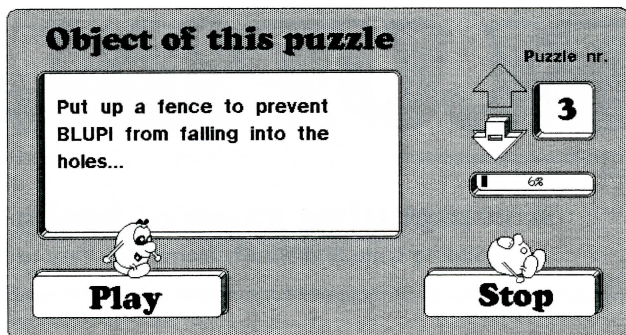 Object of this puzzle
Puzzle nr.
3
Put up a fence to prevent
BLUPI from falling into the
holes...
6%
Play
Stop